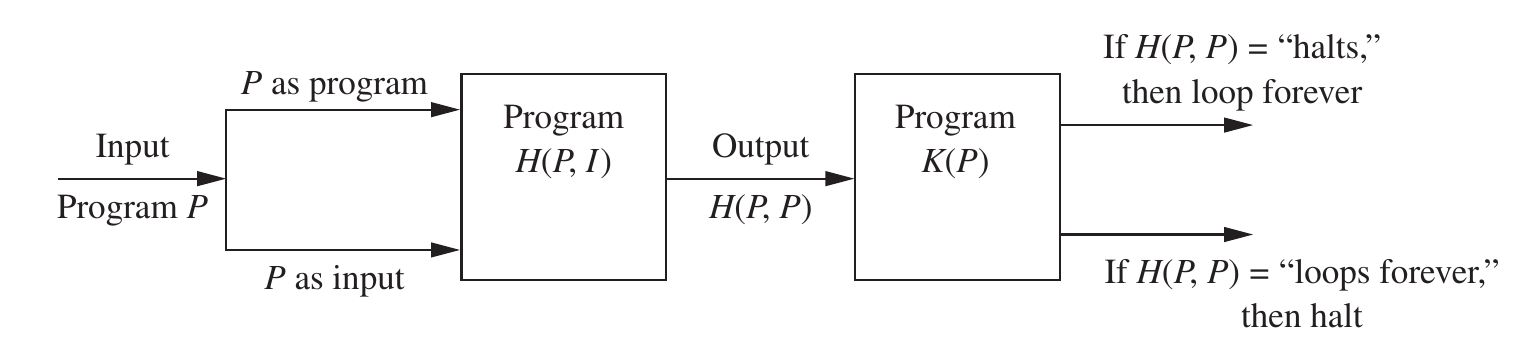 Input
Program P
P as program
P as input
Program
H(P, I)
Output
H(P, P)
Program
K(P)
If H(P, P) = “halts,”
then loop forever
If H(P, P) = “loops forever,”
then halt